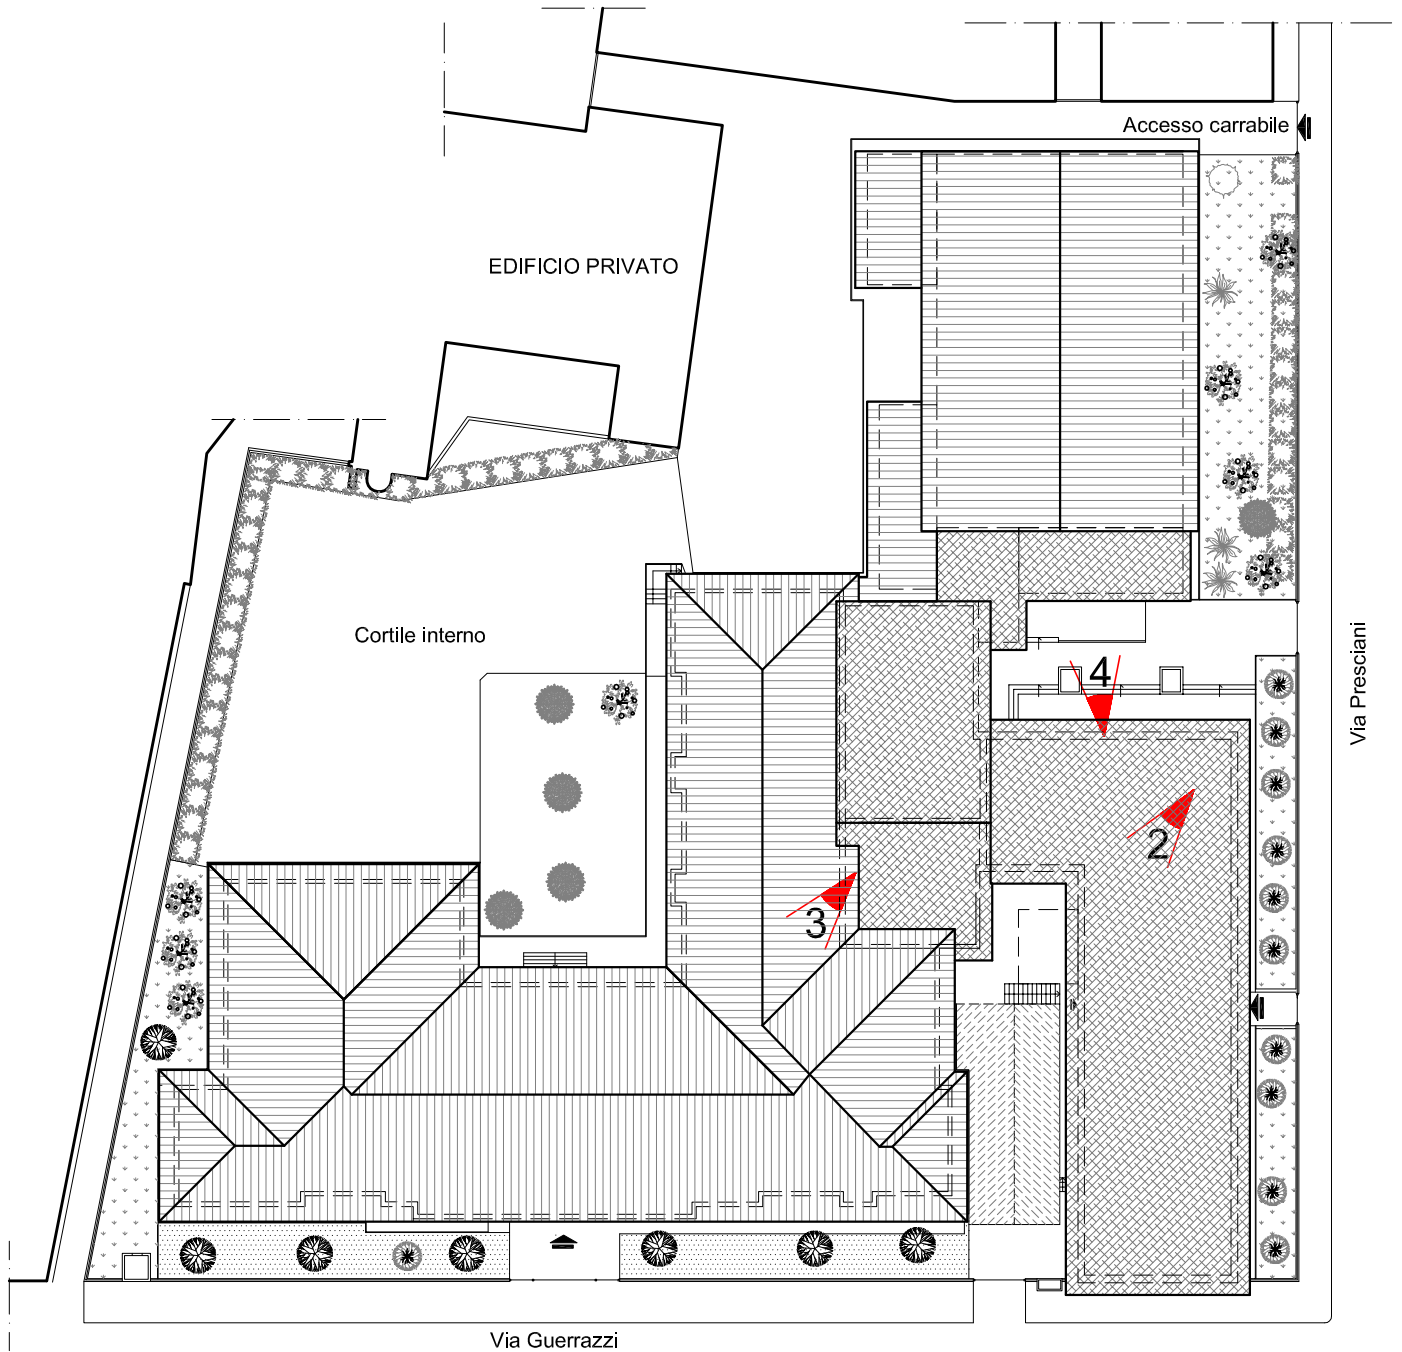 Accesso carrabile
EDIFICIO PRIVATO
Cortile interno
Via Presciani
4
2
3
Via Guerrazzi